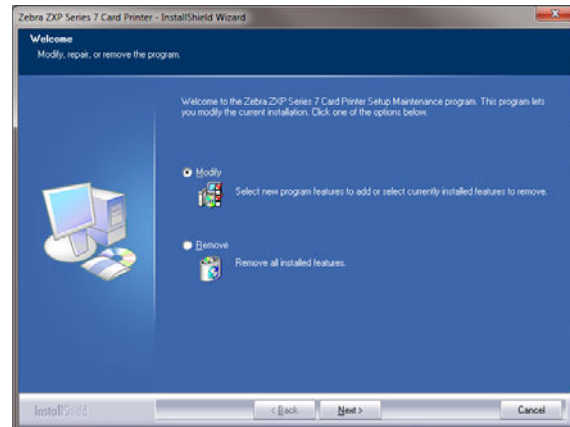 Zebra ZXP Series 7 Card Printer - InstallShield Wizard
Welcome
Modify, repair, or remove the program.
Welcome to the Zebra ZXP Series 7 Card Printer Setup Maintenance program. This program lets
you modify the current installation. Click one of the options below.
Modify
Select new program features to add or select currently installed features to remove.
Remove
Remove all installed features.
InstallShield
< Back
Next >
Cancel